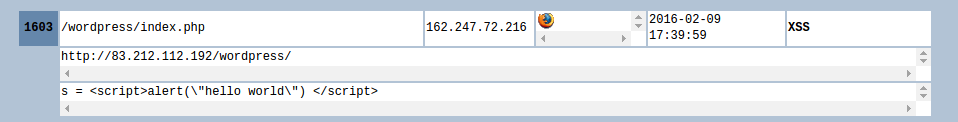 1603 /wordpress/index.php 162.247.72.216 2016-02-09 XSS
17:39:59
http://83.212.112.192/wordpress/
s = <script>alert(\"hello world\") </script>